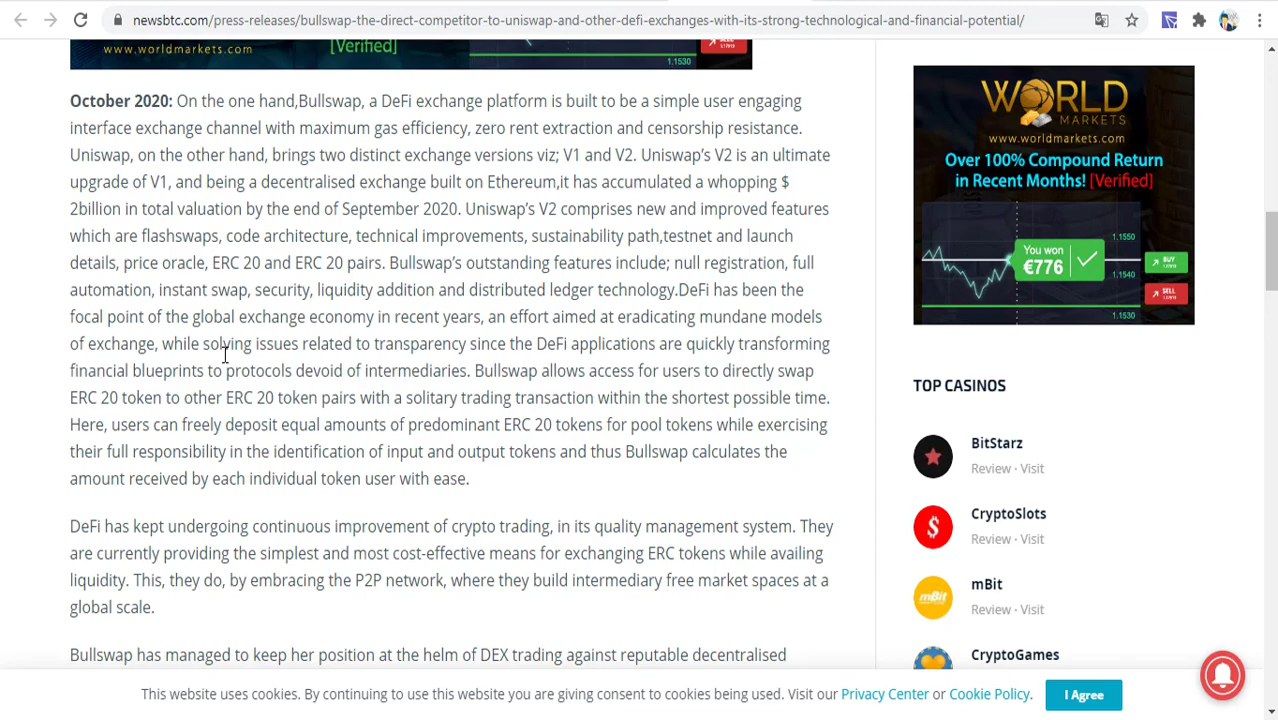 newsbtc.com/press-releases/bullswap-the-direct-competitor-to-uniswap-and-other-defi-exchanges-with-its-strong-technological-and-financial-potential/
www.worldmarkets.com
[Verified]
SELL
1.1530
October 2020: On the one hand,Bullswap, a DeFi exchange platform is built to be a simple user engaging
interface exchange channel with maximum gas efficiency, zero rent extraction and censorship resistance.
Uniswap, on the other hand, brings two distinct exchange versions viz; V1 and V2. Uniswap's V2 is an ultimate
upgrade of V1, and being a decentralised exchange built on Ethereum,it has accumulated a whopping $
2billion in total valuation by the end of September 2020. Uniswap's V2 comprises new and improved features
which are flashswaps, code architecture, technical improvements, sustainability path,testnet and launch
details, price oracle, ERC 20 and ERC 20 pairs. Bullswap's outstanding features include; null registration, full
automation, instant swap, security, liquidity addition and distributed ledger technology.DeFi has been the
focal point of the global exchange economy in recent years, an effort aimed at eradicating mundane models
of exchange, while solving issues related to transparency since the DeFi applications are quickly transforming
financial blueprints to protocols devoid of intermediaries. Bullswap allows access for users to directly swap
ERC 20 token to other ERC 20 token pairs with a solitary trading transaction within the shortest possible time.
Here, users can freely deposit equal amounts of predominant ERC 20 tokens for pool tokens while exercising
their full responsibility in the identification of input and output tokens and thus Bullswap calculates the
amount received by each individual token user with ease.
DeFi has kept undergoing continuous improvement of crypto trading, in its quality management system. They
are currently providing the simplest and most cost-effective means for exchanging ERC tokens while availing
liquidity. This, they do, by embracing the P2P network, where they build intermediary free market spaces at a
global scale.
Bullswap has managed to keep her position at the helm of DEX trading against reputable decentralised
WORLD
MARKETS
www.worldmarkets.com
Over 100% Compound Return
in Recent Months! [Verified]
1.1550
You won
€776
BUY
1.1540
SELL
1.1530
TOP CASINOS
BitStarz
Review · Visit
CryptoSlots
Review · Visit
mBit
mBit
Review · Visit
CryptoGames
This website uses cookies. By continuing to use this website you are giving consent to cookies being used. Visit our Privacy Center or Cookie Policy.
I Agree